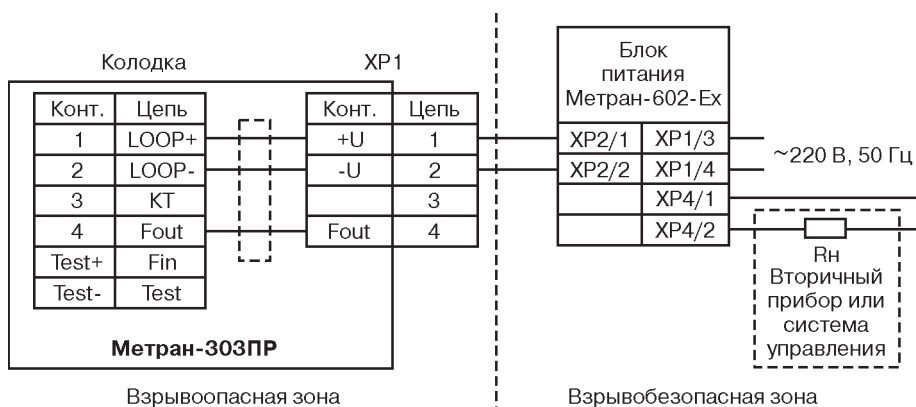 Колодка
XP1
Конт. Цепь
1 LOOP+
2 LOOP-
3 КТ
4 Fout
Test+ Fin
Test- Test
Метран-303ПР
Конт. Цепь
+U 1
-U 2
3
Fout 4
Взрывоопасная зона
Блок
питания
Метран-602-Ех
XP2/1 XP1/3
XP2/2 XP1/4
XP4/1
XP4/2
~220 В, 50 Гц
Rн
Вторичный
прибор или
система
управления
Взрывобезопасная зона